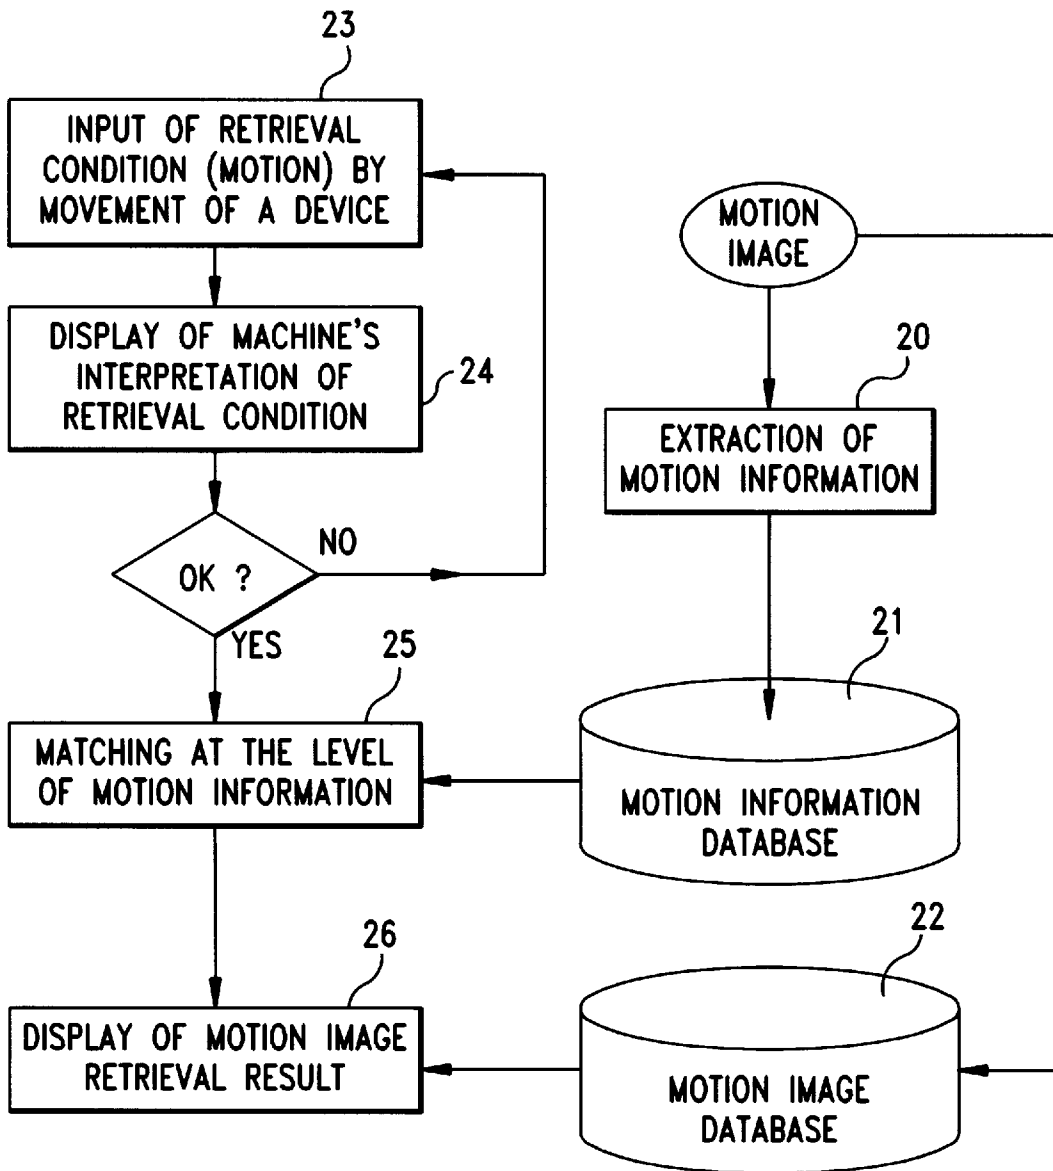 23
INPUT OF RETRIEVAL
CONDITION (MOTION) BY
MOVEMENT OF A DEVICE
MOTION
IMAGE
DISPLAY OF MACHINE'S
INTERPRETATION OF
RETRIEVAL CONDITION
24
20
EXTRACTION OF
MOTION INFORMATION
OK ?
NO
YES
25
21
MATCHING AT THE LEVEL
OF MOTION INFORMATION
MOTION INFORMATION
DATABASE
26
22
DISPLAY OF MOTION IMAGE
RETRIEVAL RESULT
MOTION IMAGE
DATABASE